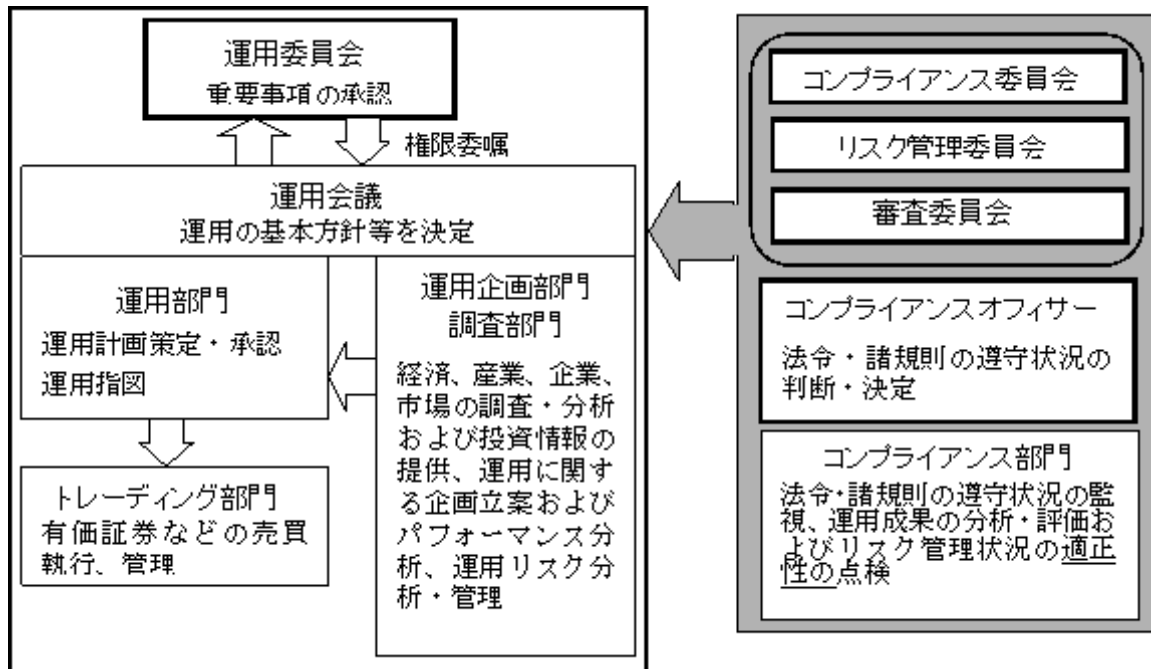 運用委員会
重要事項の承認
権限委嘱
運用会議
運用の基本方針等を決定
運用部門
運用計画策定・承認
運用指図
トレーディング部門
有価証券などの売買
執行、管理
運用企画部門
調査部門
経済、産業、企業、
市場の調査・分析
および投資情報の
提供、運用に関す
る企画立案および
パフォーマンス分
析、運用リスク分
析・管理
コンプライアンス委員会
リスク管理委員会
審査委員会
コンプライアンスオフィサー
法令・諸規則の遵守状況の
判断・決定
コンプライアンス部門
法令・諸規則の遵守状況の監
視、運用成果の分析・評価お
よびリスク管理状況の適正
性の点検